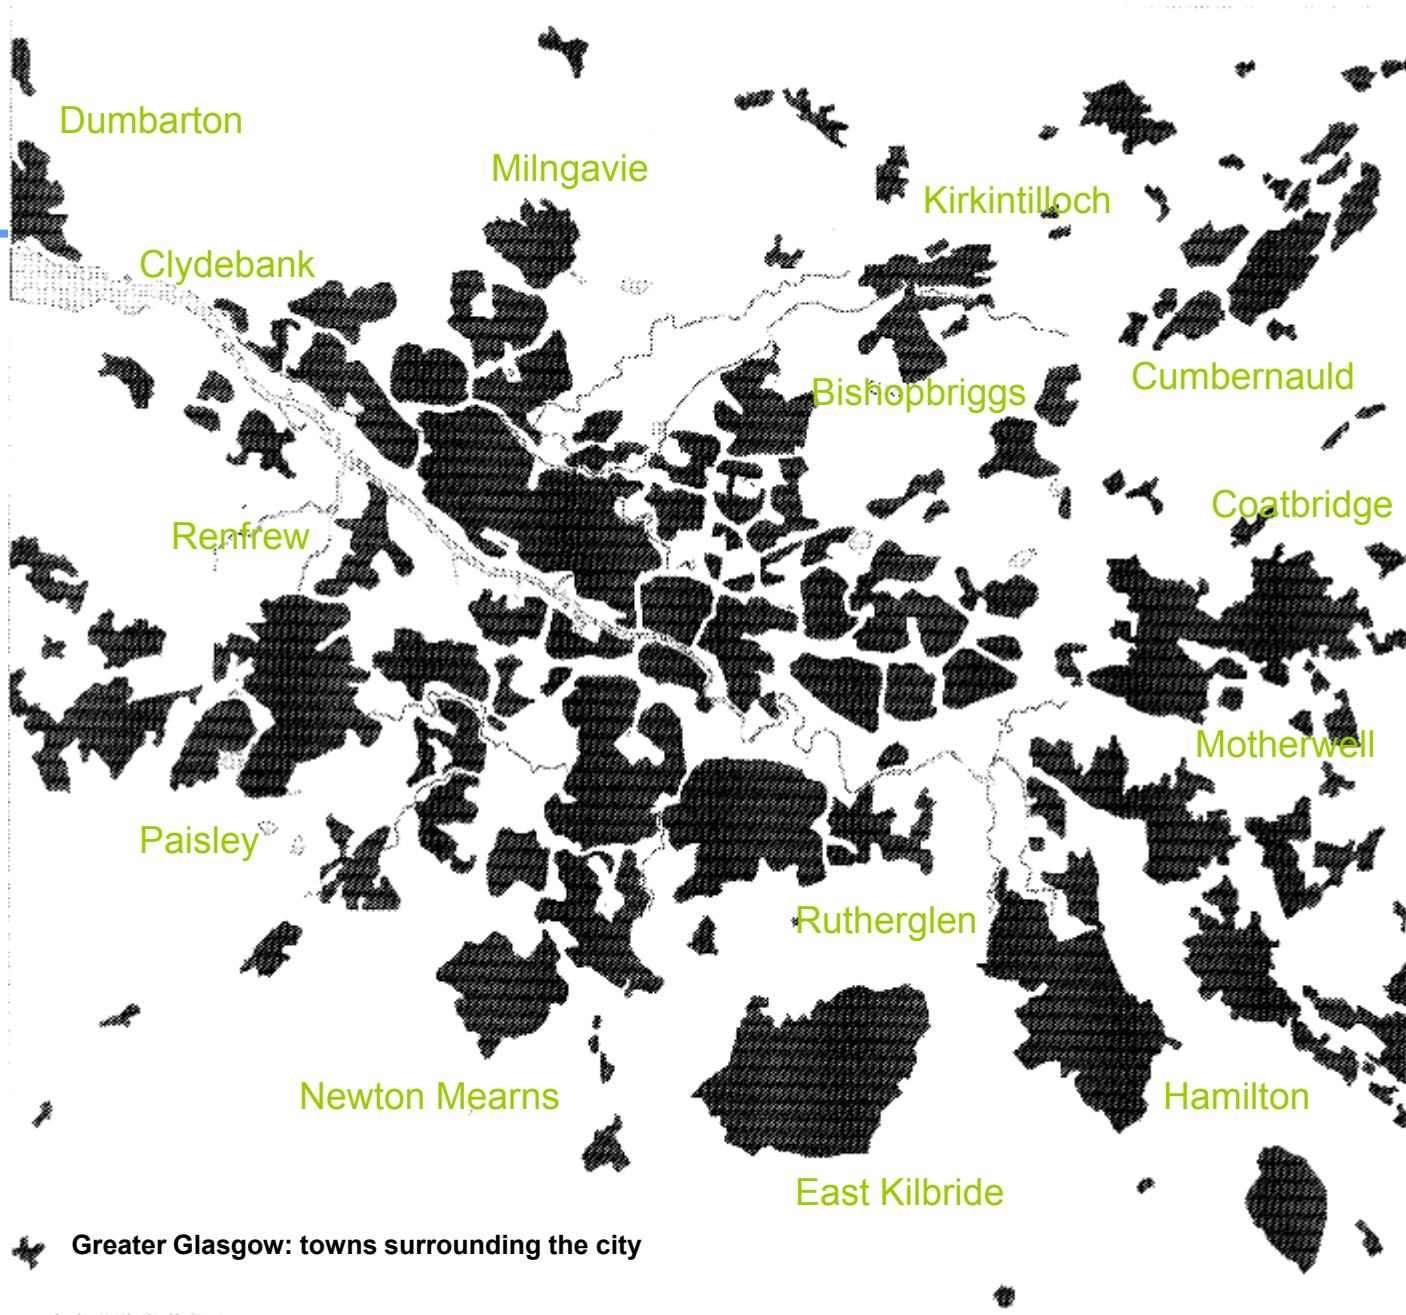 Dumbarton
Milngavie
Kirkintilloch
Clydebank
Cumbernauld
Bishopbriggs
Coatbridge
Renfrew
Motherwell
Paisley
Rutherglen
Newton Mearns
Hamilton
East Kilbride
Greater Glasgow: towns surrounding the city